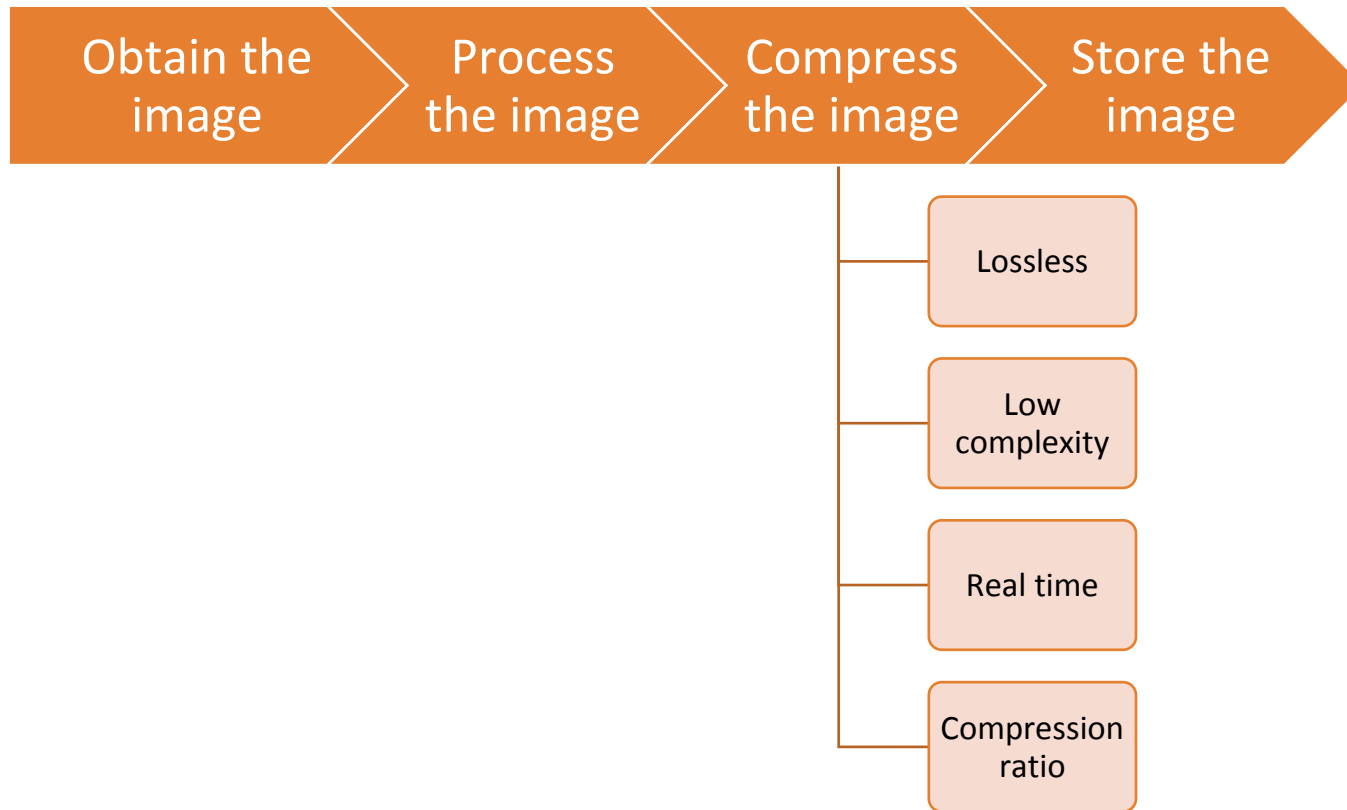 Obtain the
image
Process
the image
Compress
the image
Store the
image
Lossless
Low
complexity
Real time
Compression
ratio